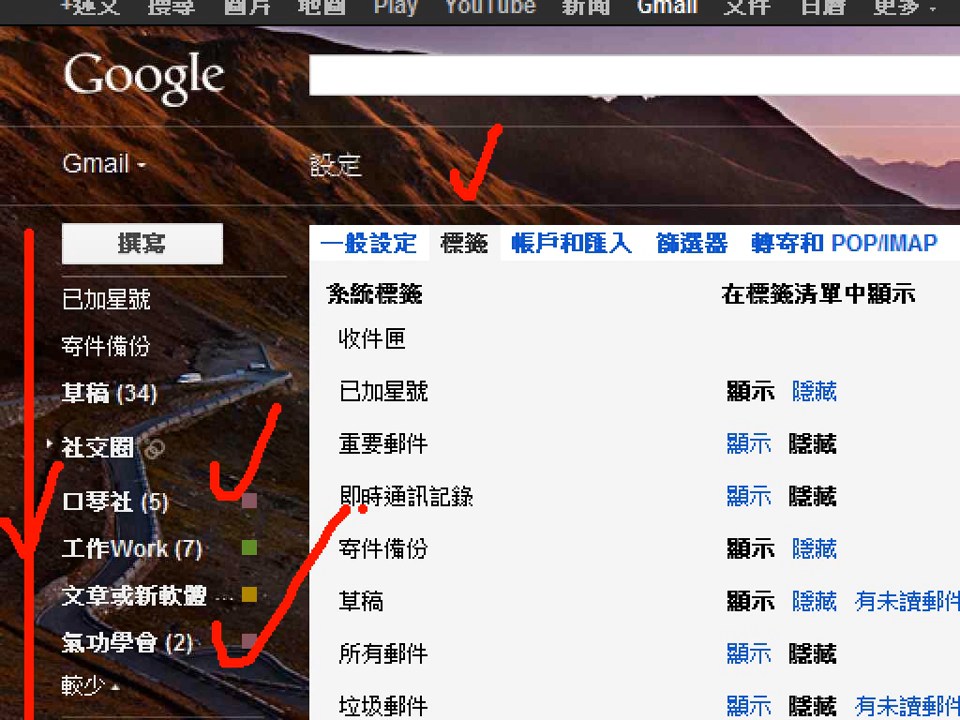 +迷文 搜尋 圖片 地圖 Play YouTube 新聞 Gmail 文件 日曆 更多
Google
Gmail 設定
撰寫
一般設定 標籤 帳戶和匯入 篩選器 轉寄和 POP/IMAP
系統標籤 在標籤清單中顯示
收件匣
已加星號 顯示 隱藏
重要郵件 顯示 隱藏
即時通訊記錄 顯示 隱藏
寄件備份 顯示 隱藏
草稿 顯示 隱藏 有未讀郵件
所有郵件 顯示 隱藏
垃圾郵件 顯示 隱藏 有未讀郵件
已加星號
寄件備份
草稿 (34)
社交圈
口琴社 (5)
工作Work (7)
文章或新軟體 ...
氣功學會 (2)
較少